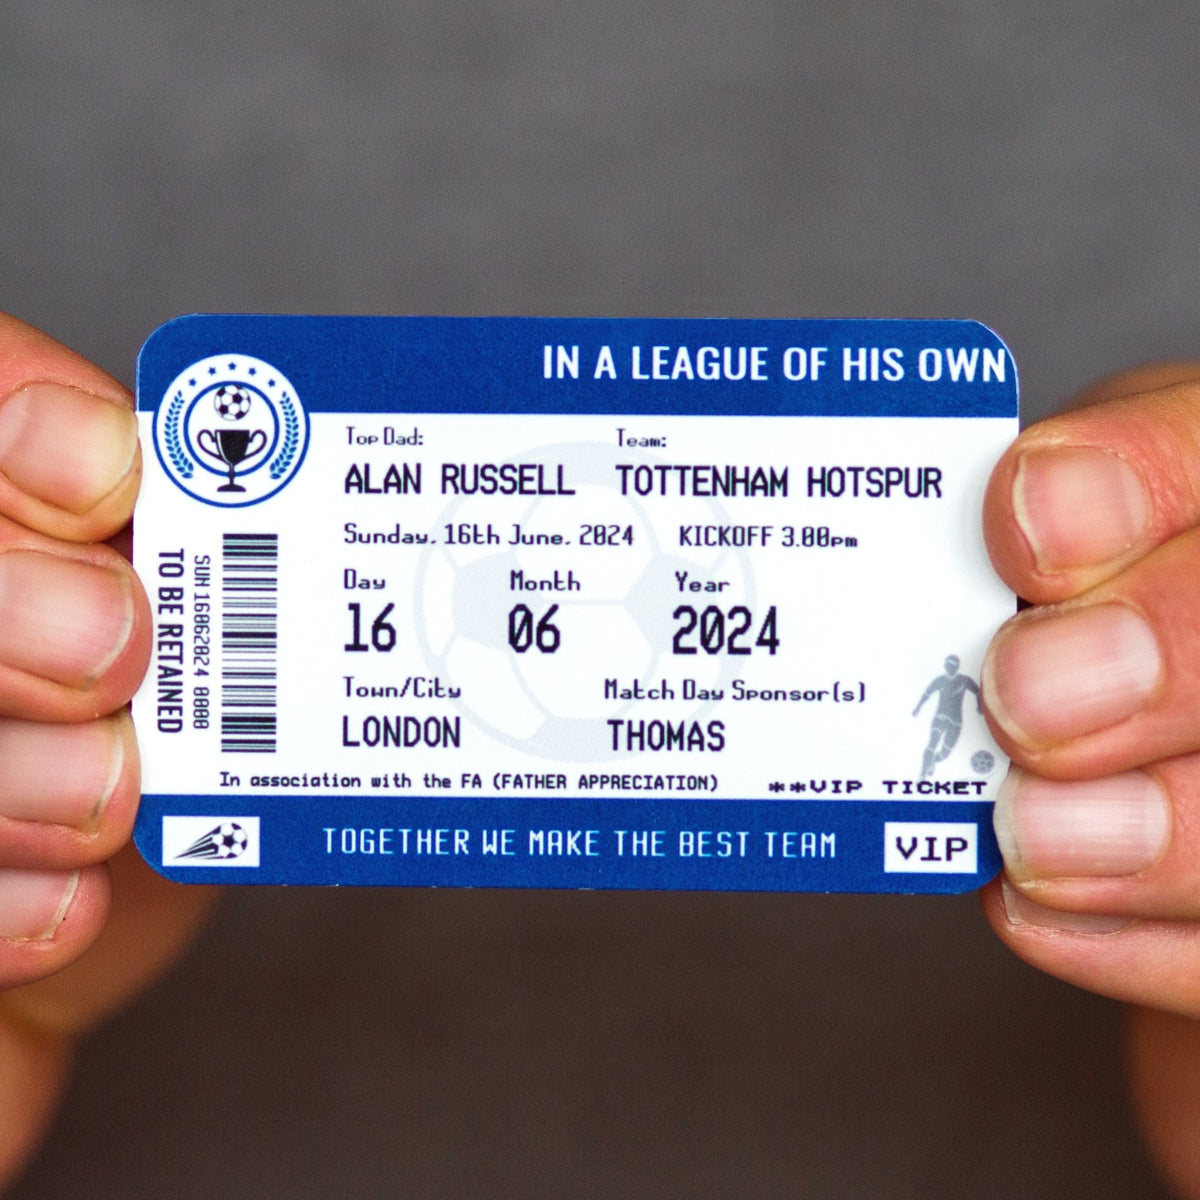 IN A LEAGUE OF HIS OWN
Top Dad: Team:
ALAN RUSSELL TOTTENHAM HOTSPUR
Sunday. 16th June. 2024 KICKOFF 3.00pm
Day Month Year
16 06 2024
Town/City Match Day Sponsor(s)
LONDON THOMAS
In association with the FA (FATHER APPRECIATION) **VIP TICKET
TO BE RETAINED
SUN 16062024 0000
TOGETHER WE MAKE THE BEST TEAM
VIP